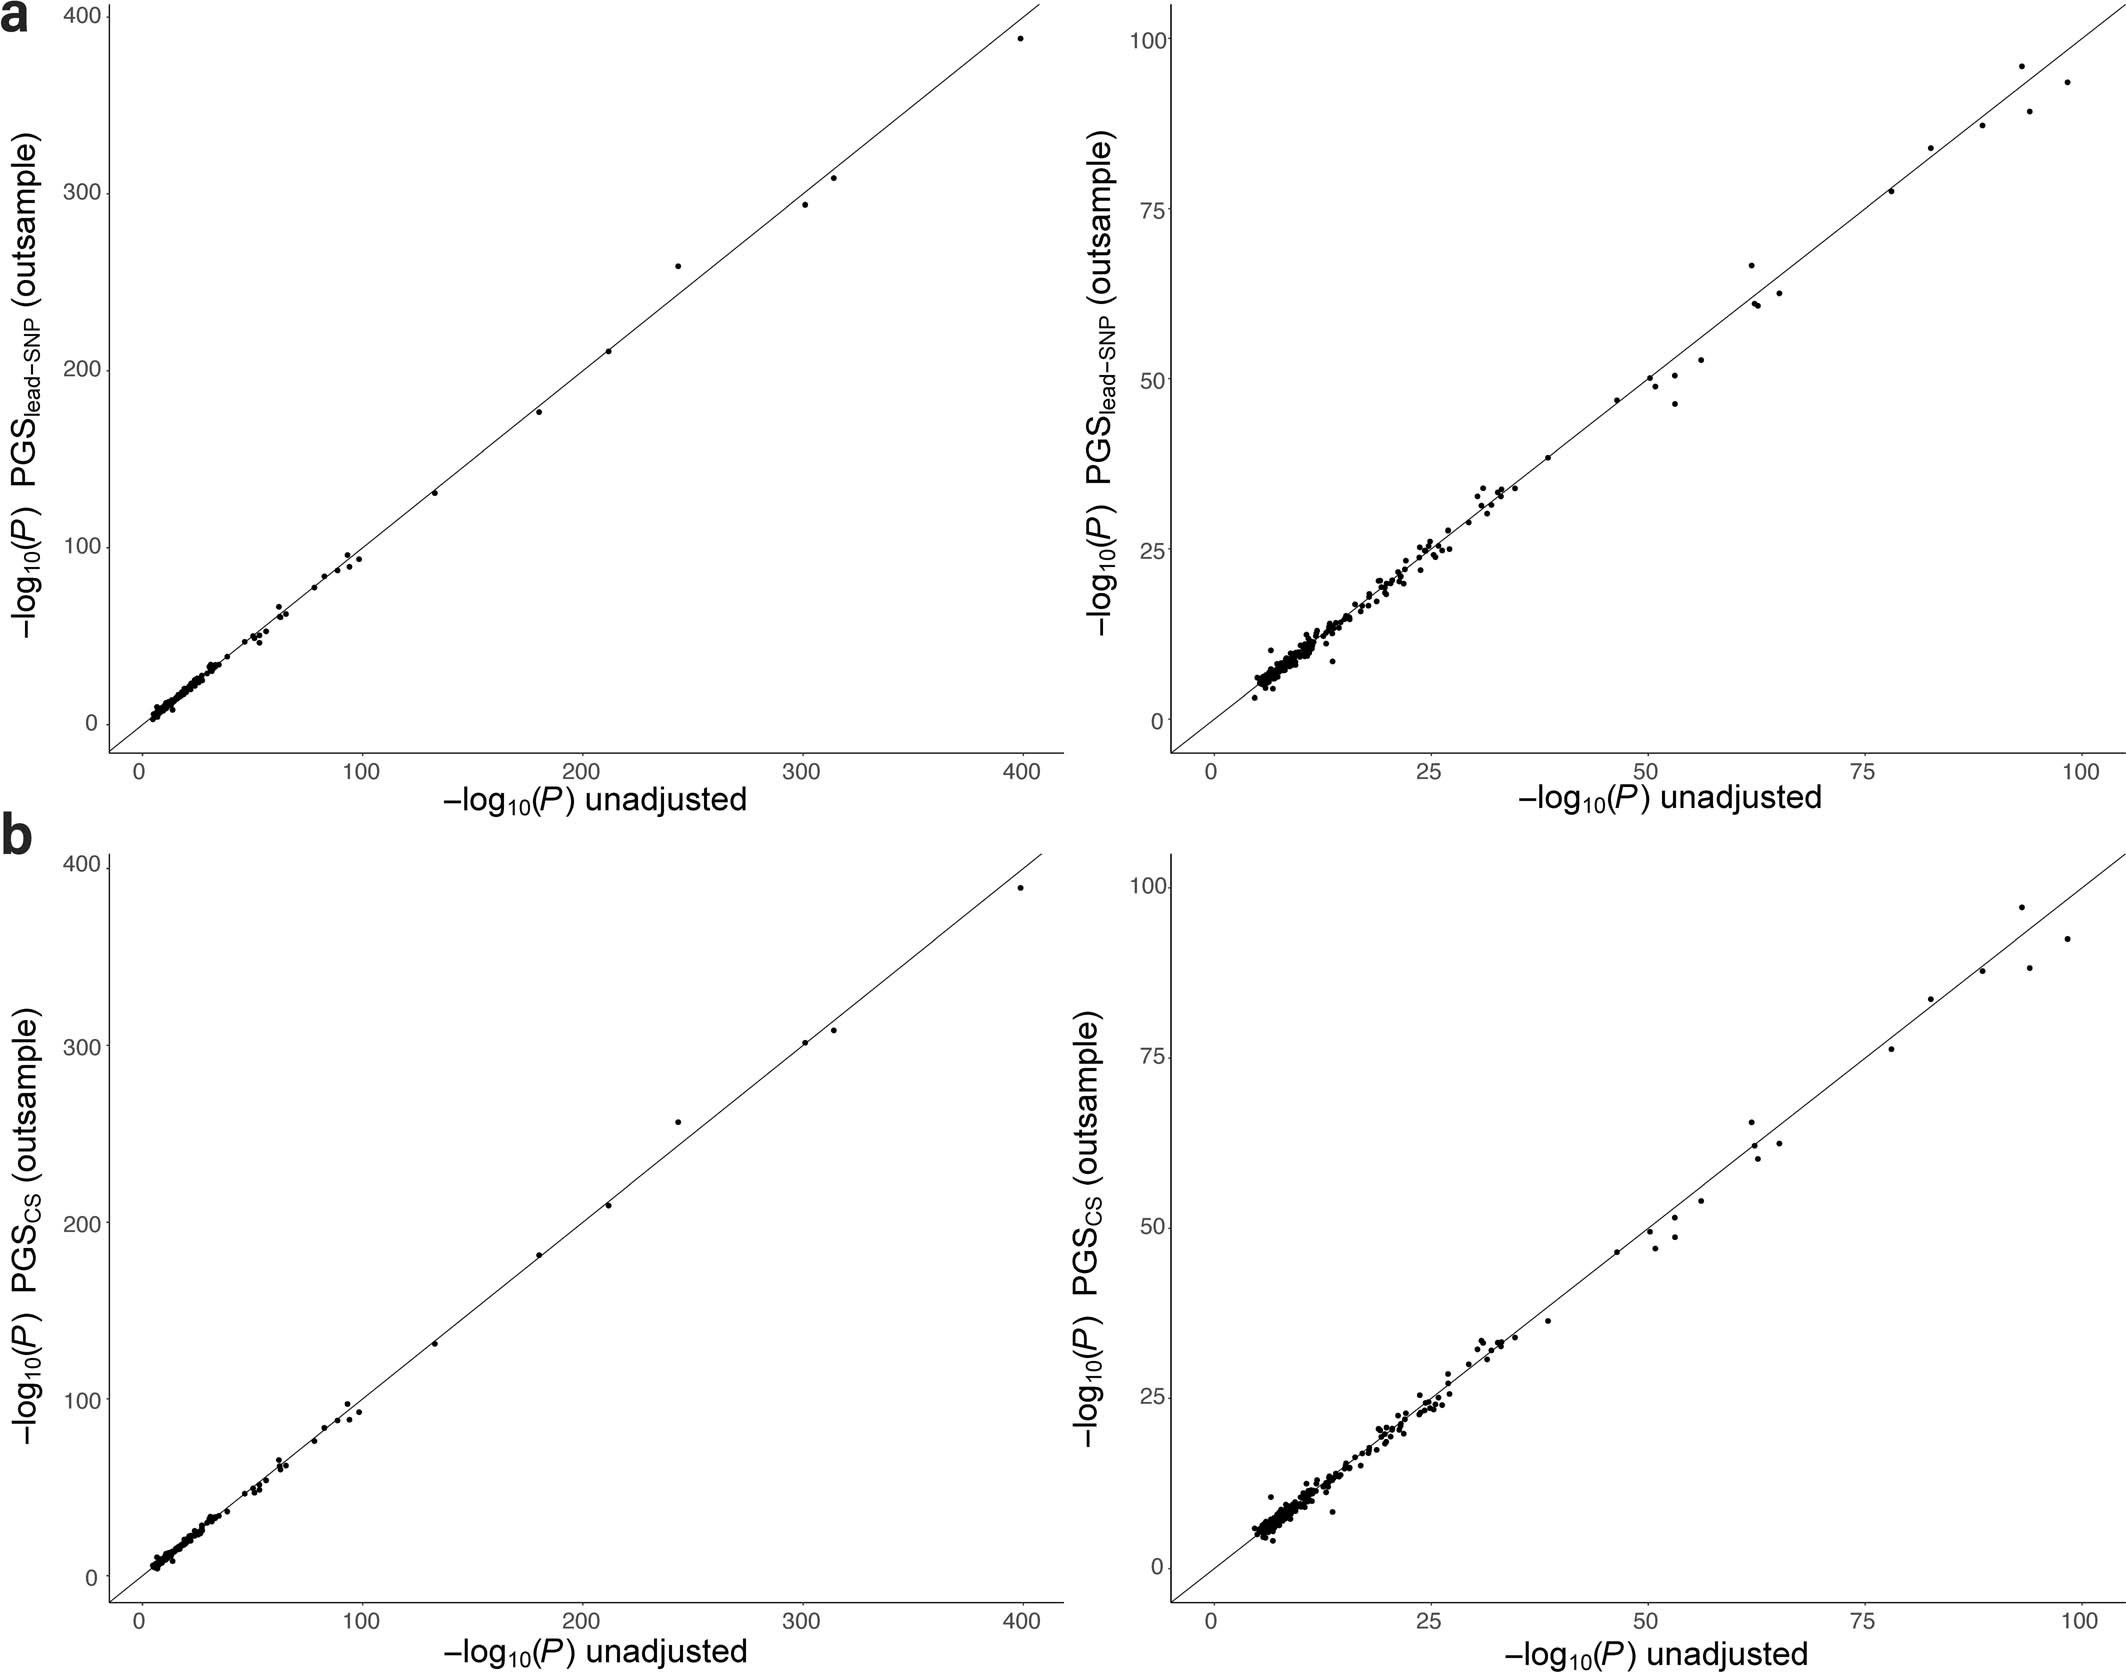 a
400
300
200
100
0
–log10(P) PGSlead–SNP (outsample)
0 100 200 300 400
–log10(P) unadjusted
100
75
50
25
0
–log10(P) PGSlead–SNP (outsample)
0 25 50 75 100
–log10(P) unadjusted
b
400
300
200
100
0
–log10(P) PGSCS (outsample)
0 100 200 300 400
–log10(P) unadjusted
100
75
50
25
0
–log10(P) PGSCS (outsample)
0 25 50 75 100
–log10(P) unadjusted